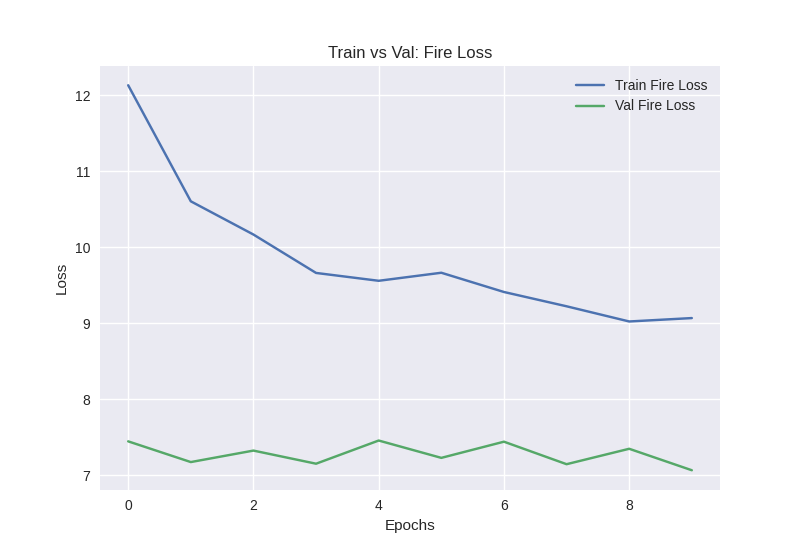 Train vs Val: Fire Loss
Train Fire Loss
Val Fire Loss
12
11
10
9
8
7
Loss
0 2 4 6 8
Epochs